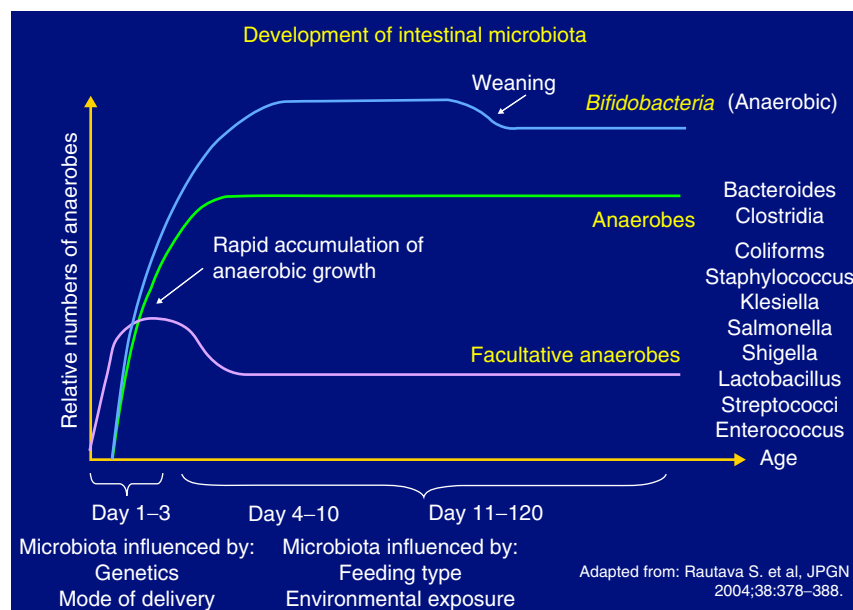 Development of intestinal microbiota
Weaning
Bifidobacteria (Anaerobic)
Relative numbers of anaerobes
Bacteroides
Clostridia
Anaerobes
Rapid accumulation of
anaerobic growth
Coliforms
Staphylococcus
Klesiella
Salmonella
Shigella
Lactobacillus
Streptococci
Enterococcus
Facultative anaerobes
Age
Day 1–3
Day 4–10
Day 11–120
Microbiota influenced by:
Genetics
Mode of delivery
Microbiota influenced by:
Feeding type
Environmental exposure
Adapted from: Rautava S. et al, JPGN
2004;38:378–388.